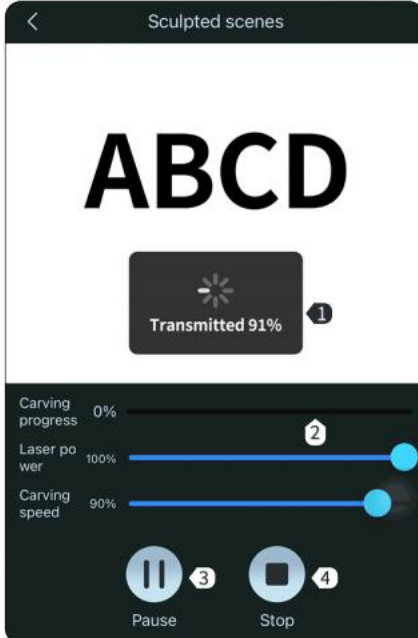 Sculpted scenes
ABCD
Transmitted 91%
1
Carving
progress 0%
2
Laser po
wer 100%
Carving
speed 90%
3
4
Pause Stop